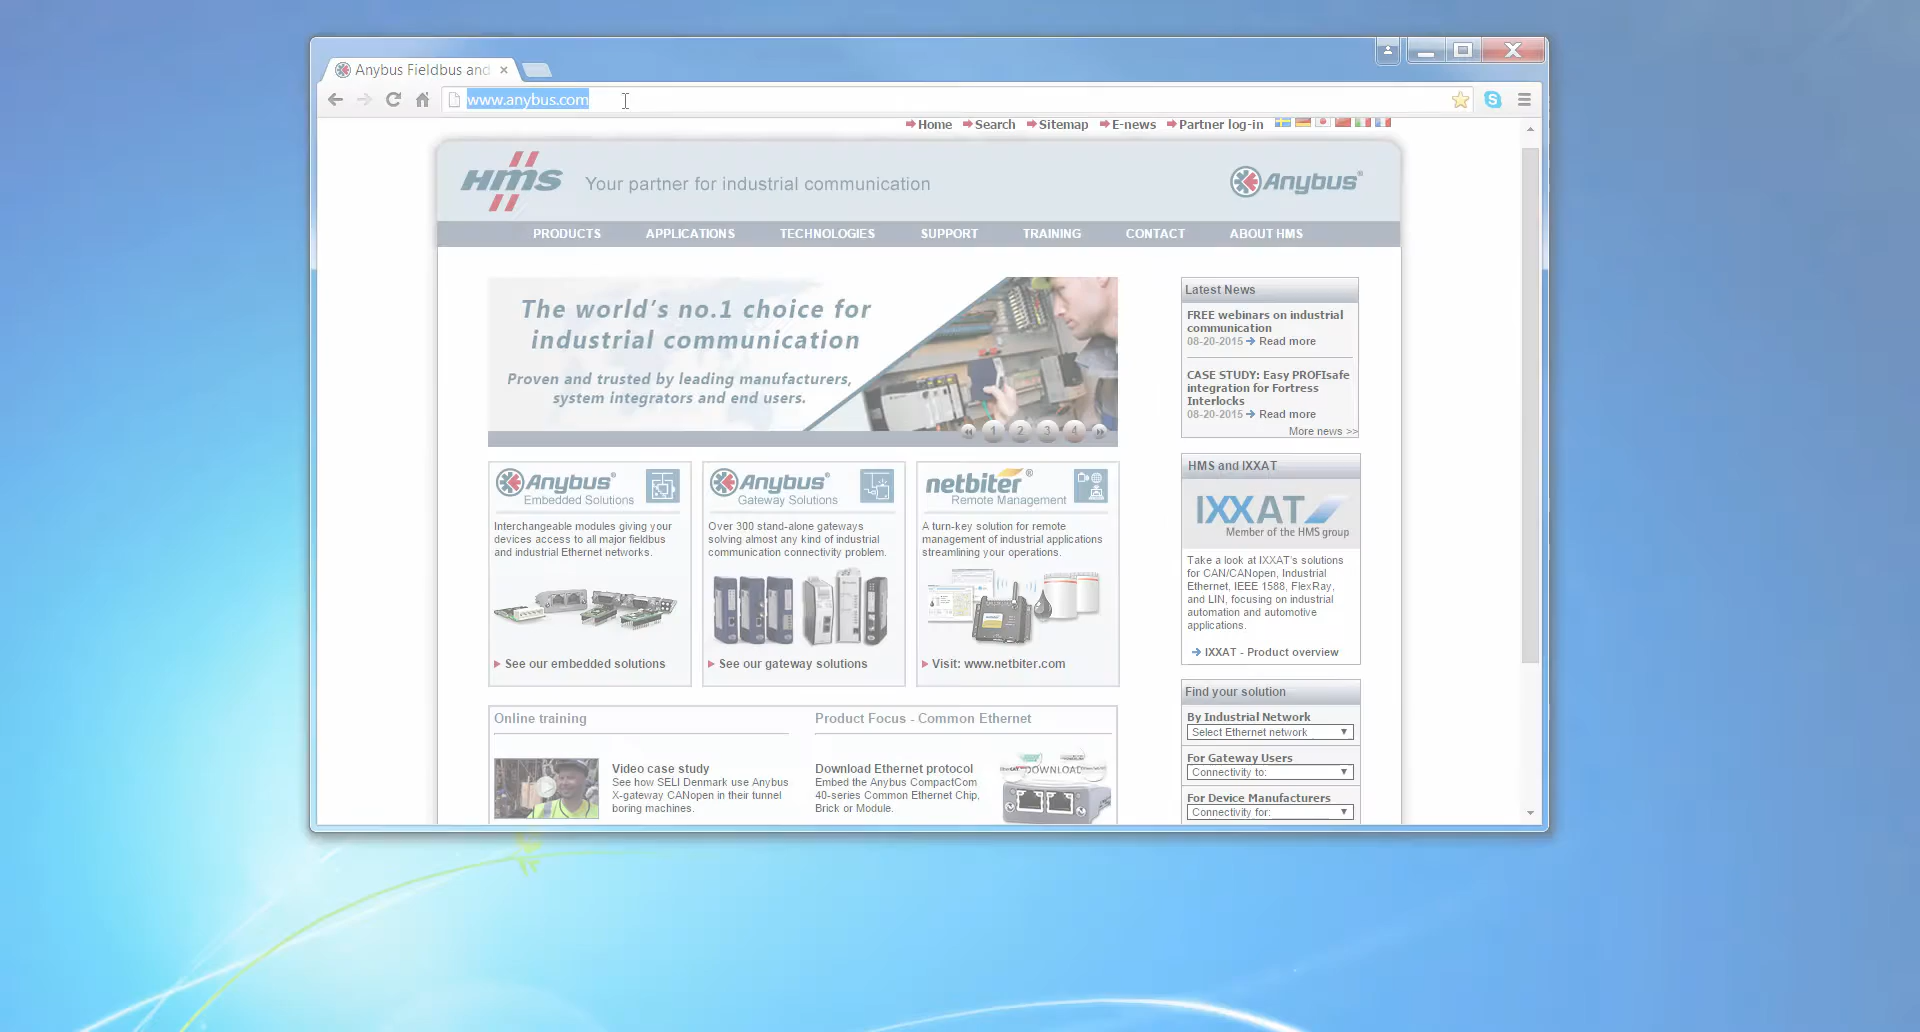 Anybus Fieldbus and
www.anybus.com
Home Search Sitemap E-news Partner log-in
HMS Your partner for industrial communication Anybus®
PRODUCTS APPLICATIONS TECHNOLOGIES SUPPORT TRAINING CONTACT ABOUT HMS
The world's no.1 choice for
industrial communication
Proven and trusted by leading manufacturers,
system integrators and end users.
1 2 3 4
Latest News
FREE webinars on industrial
communication
08-20-2015 Read more
CASE STUDY: Easy PROFIsafe
integration for Fortress
Interlocks
08-20-2015 Read more
More news >>
Anybus®
Embedded Solutions
Interchangeable modules giving your
devices access to all major fieldbus
and industrial Ethernet networks.
See our embedded solutions
Anybus®
Gateway Solutions
Over 300 stand-alone gateways
solving almost any kind of industrial
communication connectivity problem.
See our gateway solutions
netbiter®
Remote Management
A turn-key solution for remote
management of industrial applications
streamlining your operations.
Visit: www.netbiter.com
HMS and IXXAT
IXXAT
Member of the HMS group
Take a look at IXXAT's solutions
for CAN/CANopen, Industrial
Ethernet, IEEE 1588, FlexRay,
and LIN, focusing on industrial
automation and automotive
applications.
IXXAT - Product overview
Find your solution
By Industrial Network
Select Ethernet network
For Gateway Users
Connectivity to:
For Device Manufacturers
Connectivity for:
Online training
Video case study
See how SELI Denmark use Anybus
X-gateway CANopen in their tunnel
boring machines.
Product Focus - Common Ethernet
Download Ethernet protocol
Embed the Anybus CompactCom
40-series Common Ethernet Chip,
Brick or Module.
DOWNLOAD